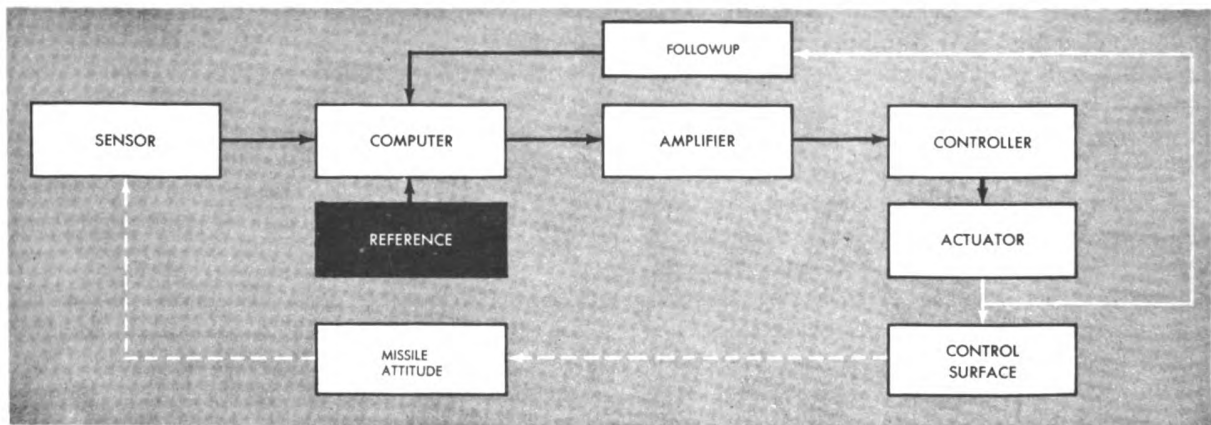 FOLLOWUP
SENSOR
COMPUTER
AMPLIFIER
CONTROLLER
REFERENCE
ACTUATOR
MISSILE
ATTITUDE
CONTROL
SURFACE